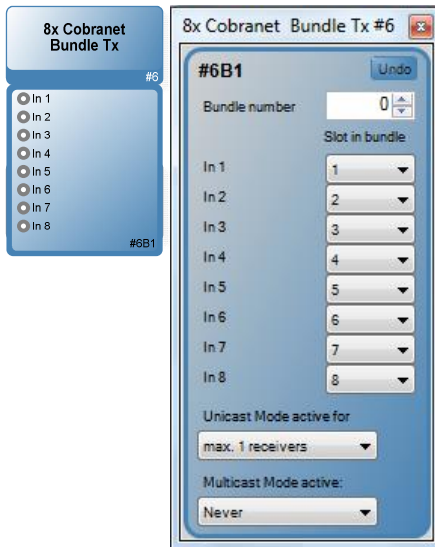 8x Cobranet
Bundle Tx
#6
In 1
In 2
In 3
In 4
In 5
In 6
In 7
In 8
#6B1
8x Cobranet Bundle Tx #6
x
#6B1
Undo
Bundle number
0
Slot in bundle
In 1
1
In 2
2
In 3
3
In 4
4
In 5
5
In 6
6
In 7
7
In 8
8
Unicast Mode active for
max. 1 receivers
Multicast Mode active:
Never